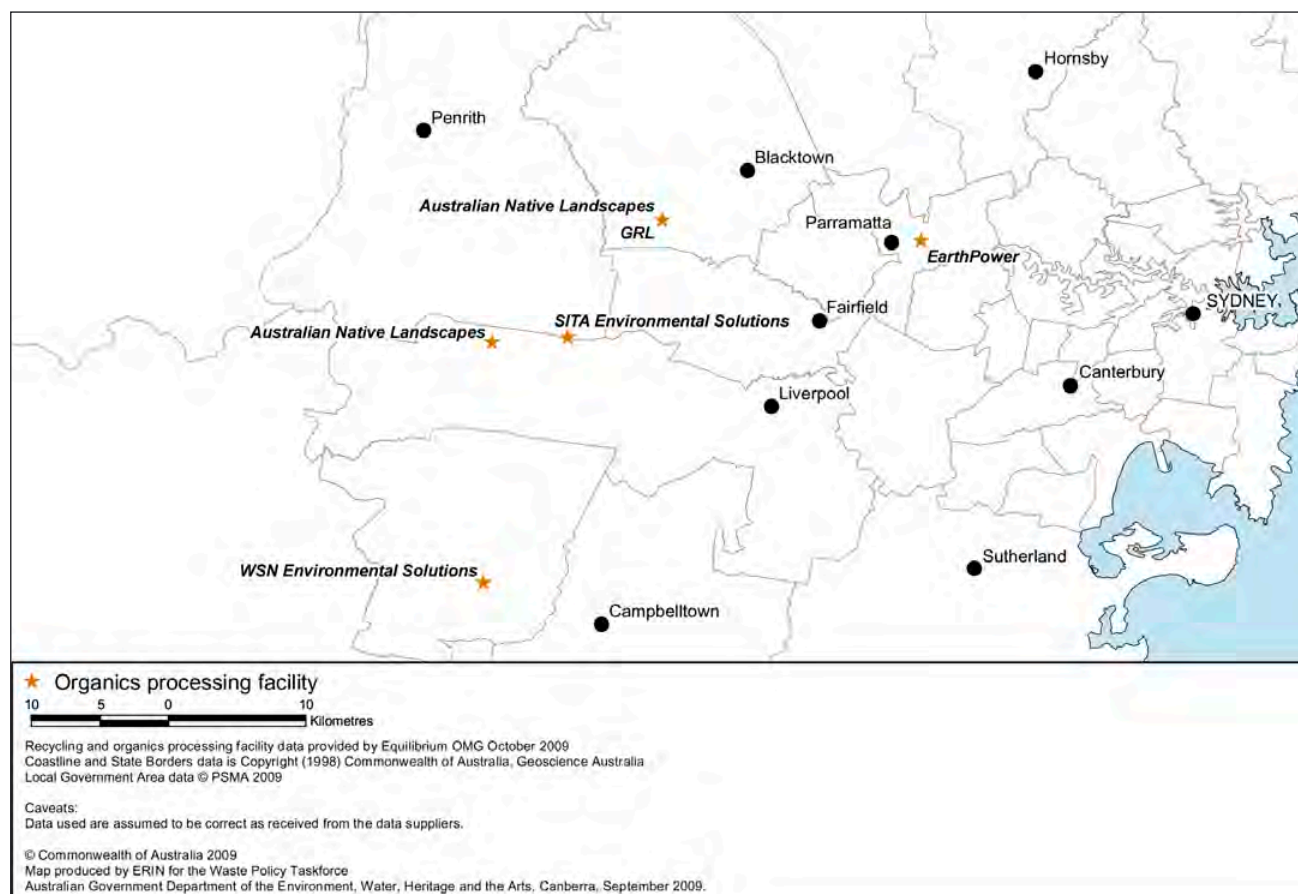 Hornsby
Penrith
Blacktown
Australian Native Landscapes
GRL
Parramatta
EarthPower
SYDNEY
SITA Environmental Solutions
Fairfield
Australian Native Landscapes
Canterbury
Liverpool
WSN Environmental Solutions
Sutherland
Campbelltown
Organics processing facility
10 5 0 10
Kilometres
Recycling and organics processing facility data provided by Equilibrium OMG October 2009
Coastline and State Borders data is Copyright (1998) Commonwealth of Australia, Geoscience Australia
Local Government Area data © PSMA 2009
Caveats:
Data used are assumed to be correct as received from the data suppliers.
© Commonwealth of Australia 2009
Map produced by ERIN for the Waste Policy Taskforce
Australian Government Department of the Environment, Water, Heritage and the Arts, Canberra, September 2009.